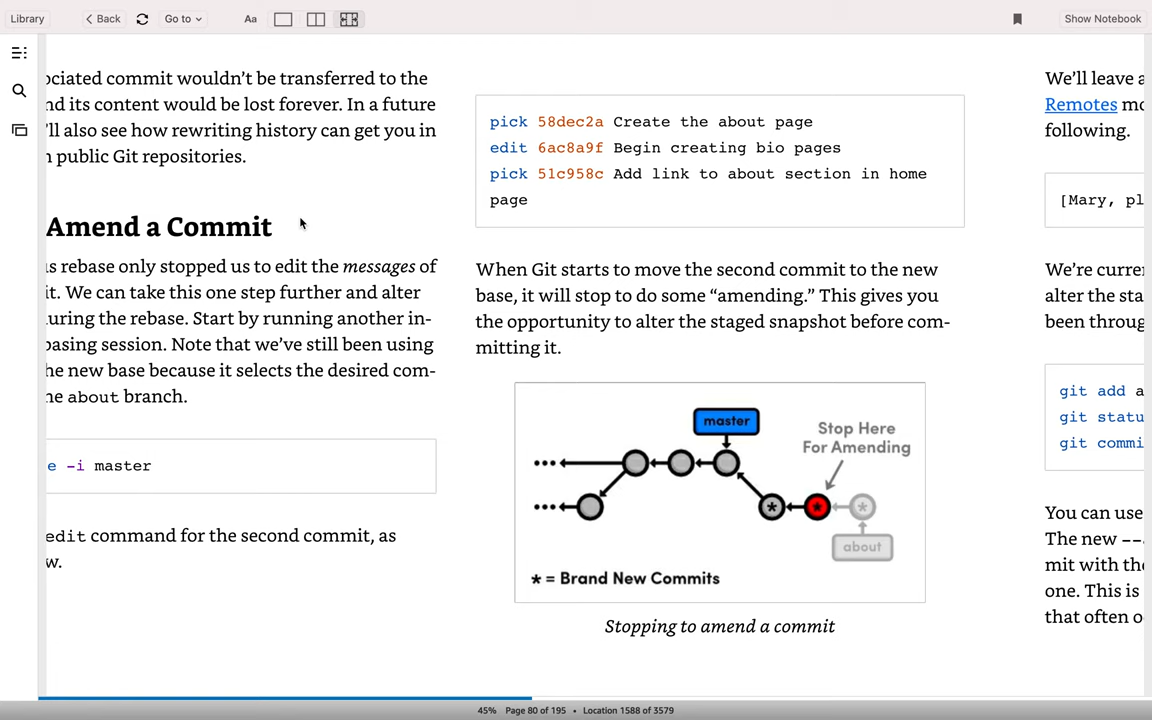 Library
Back
Go to
Aa
Show Notebook
ociated commit wouldn't be transferred to the
nd its content would be lost forever. In a future
'll also see how rewriting history can get you in
n public Git repositories.
Amend a Commit
s rebase only stopped us to edit the messages of
it. We can take this one step further and alter
uring the rebase. Start by running another in-
basing session. Note that we've still been using
he new base because it selects the desired com-
ne about branch.
e -i master
edit command for the second commit, as
w.
pick 58dec2a Create the about page
edit 6ac8a9f Begin creating bio pages
pick 51c958c Add link to about section in home
page
When Git starts to move the second commit to the new
base, it will stop to do some “amending.” This gives you
the opportunity to alter the staged snapshot before com-
mitting it.
master
Stop Here
For Amending
about
* = Brand New Commits
Stopping to amend a commit
We'll leave a
Remotes mo
following.
[Mary, pl
We're curre
alter the sta
been throug
git add a
git statu
git commi
You can use
The new --
mit with the
one. This is
that often o
45% Page 80 of 195 • Location 1588 of 3579